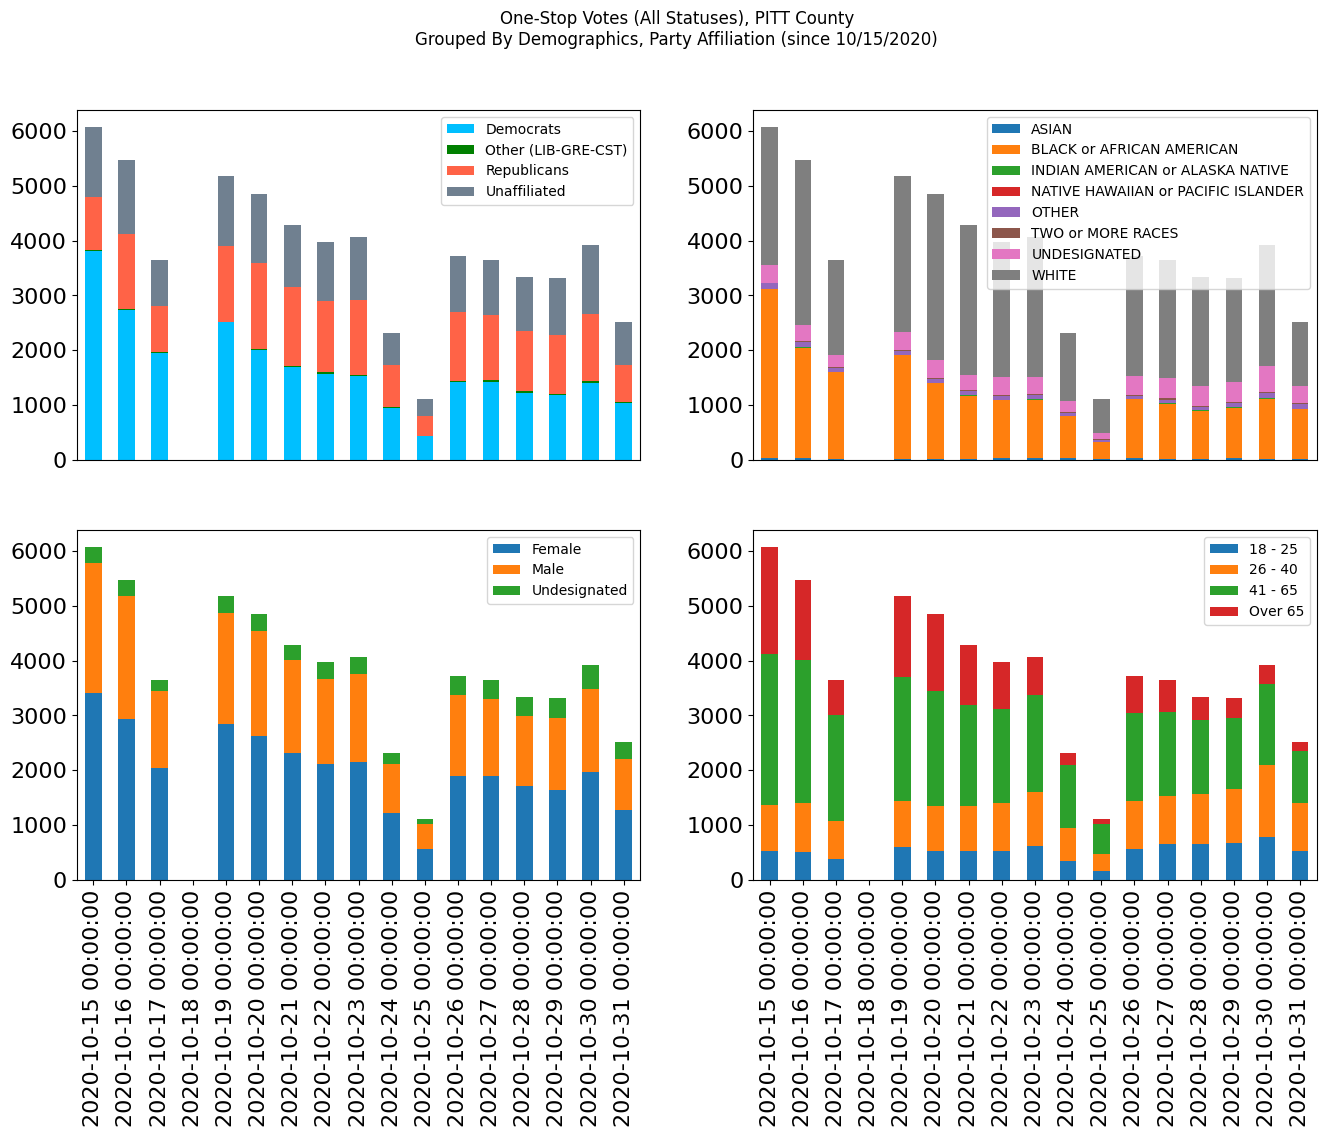 One-Stop Votes (All Statuses), PITT County
Grouped By Demographics, Party Affiliation (since 10/15/2020)
6000
5000
4000
3000
2000
1000
0
Democrats
Other (LIB-GRE-CST)
Republicans
Unaffiliated
6000
5000
4000
3000
2000
1000
0
ASIAN
BLACK or AFRICAN AMERICAN
INDIAN AMERICAN or ALASKA NATIVE
NATIVE HAWAIIAN or PACIFIC ISLANDER
OTHER
TWO or MORE RACES
UNDESIGNATED
WHITE
6000
5000
4000
3000
2000
1000
0
Female
Male
Undesignated
2020-10-15 00:00:00
2020-10-16 00:00:00
2020-10-17 00:00:00
2020-10-18 00:00:00
2020-10-19 00:00:00
2020-10-20 00:00:00
2020-10-21 00:00:00
2020-10-22 00:00:00
2020-10-23 00:00:00
2020-10-24 00:00:00
2020-10-25 00:00:00
2020-10-26 00:00:00
2020-10-27 00:00:00
2020-10-28 00:00:00
2020-10-29 00:00:00
2020-10-30 00:00:00
2020-10-31 00:00:00
6000
5000
4000
3000
2000
1000
0
18 - 25
26 - 40
41 - 65
Over 65
2020-10-15 00:00:00
2020-10-16 00:00:00
2020-10-17 00:00:00
2020-10-18 00:00:00
2020-10-19 00:00:00
2020-10-20 00:00:00
2020-10-21 00:00:00
2020-10-22 00:00:00
2020-10-23 00:00:00
2020-10-24 00:00:00
2020-10-25 00:00:00
2020-10-26 00:00:00
2020-10-27 00:00:00
2020-10-28 00:00:00
2020-10-29 00:00:00
2020-10-30 00:00:00
2020-10-31 00:00:00